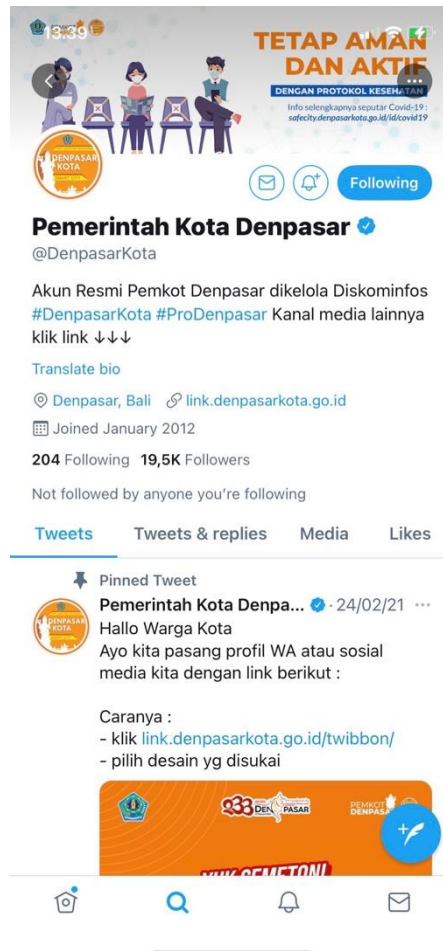 13.39
TETAP AMAN
DAN AKTIF
DENGAN PROTOKOL KESEHATAN
Info selengkapnya seputar Covid-19 :
safecity.denpasarkota.go.id/id/covid19
DENPASAR
KOTA
Following
Pemerintah Kota Denpasar
@DenpasarKota
Akun Resmi Pemkot Denpasar dikelola Diskominfos
#DenpasarKota #ProDenpasar Kanal media lainnya
klik link ↓↓↓
Translate bio
Denpasar, Bali link.denpasarkota.go.id
Joined January 2012
204 Following 19,5K Followers
Not followed by anyone you're following
Tweets Tweets & replies Media Likes
Pinned Tweet
Pemerintah Kota Denpa... · 24/02/21 ...
DENPASAR
KOTA
Hallo Warga Kota
Ayo kita pasang profil WA atau sosial
media kita dengan link berikut :
Caranya :
- klik link.denpasarkota.go.id/twibbon/
- pilih desain yg disukai
233 DENPASAR
PEMKOT
DENPASAR
YUK SEMETON!